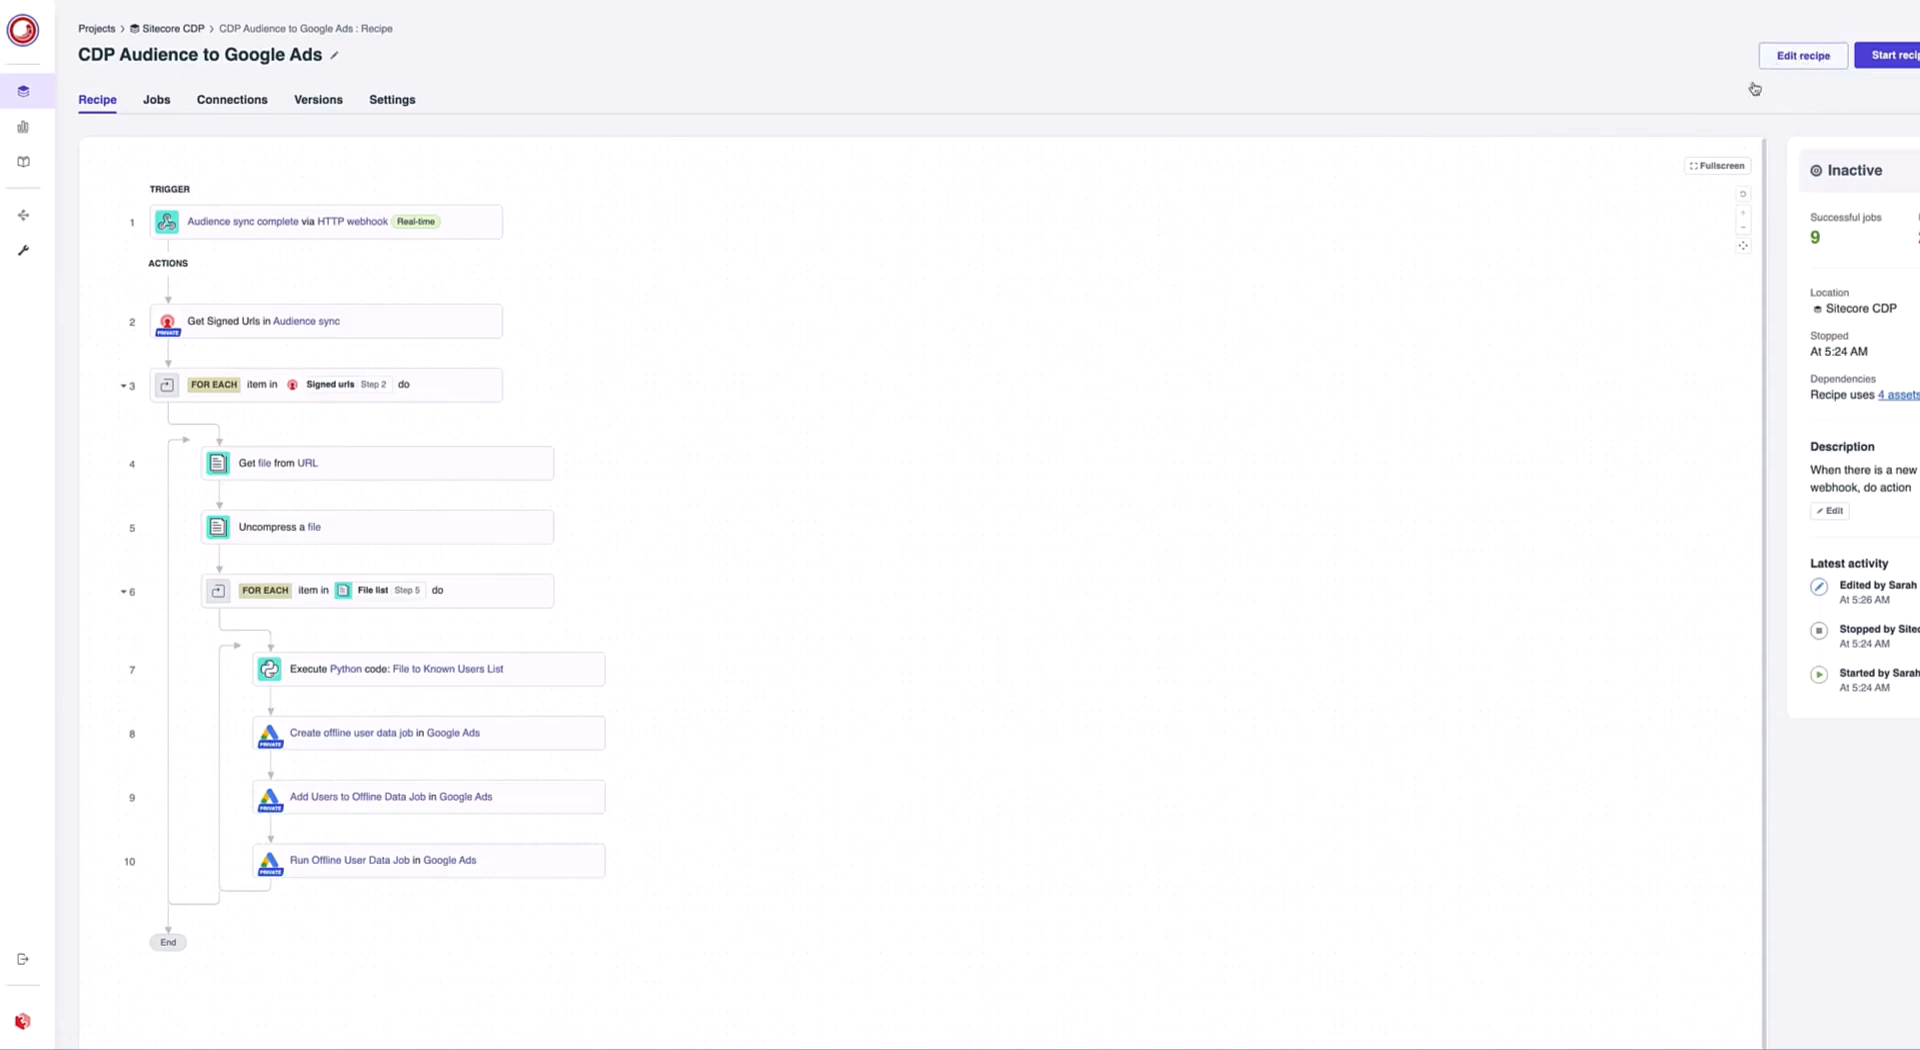 Projects > Sitecore CDP > CDP Audience to Google Ads : Recipe
CDP Audience to Google Ads
Edit recipe
Start
Recipe Jobs Connections Versions Settings
Fullscreen
TRIGGER
1 Audience sync complete via HTTP webhook Real-time
ACTIONS
2 Get Signed Urls in Audience sync
PRIVATE
3 FOR EACH item in Signed urls Step 2 do
4 Get file from URL
5 Uncompress a file
6 FOR EACH item in File list Step 5 do
7 Execute Python code: File to Known Users List
8 Create offline user data job in Google Ads
PRIVATE
9 Add Users to Offline Data Job in Google Ads
PRIVATE
10 Run Offline User Data Job in Google Ads
PRIVATE
End
Inactive
Successful jobs
9
Location
Sitecore CDP
Stopped
At 5:24 AM
Dependencies
Recipe uses 4 assets
Description
When there is a new
webhook, do action
Edit
Latest activity
Edited by Sarah
At 5:26 AM
Stopped by
At 5:24 AM
Started by Sarah
At 5:24 AM